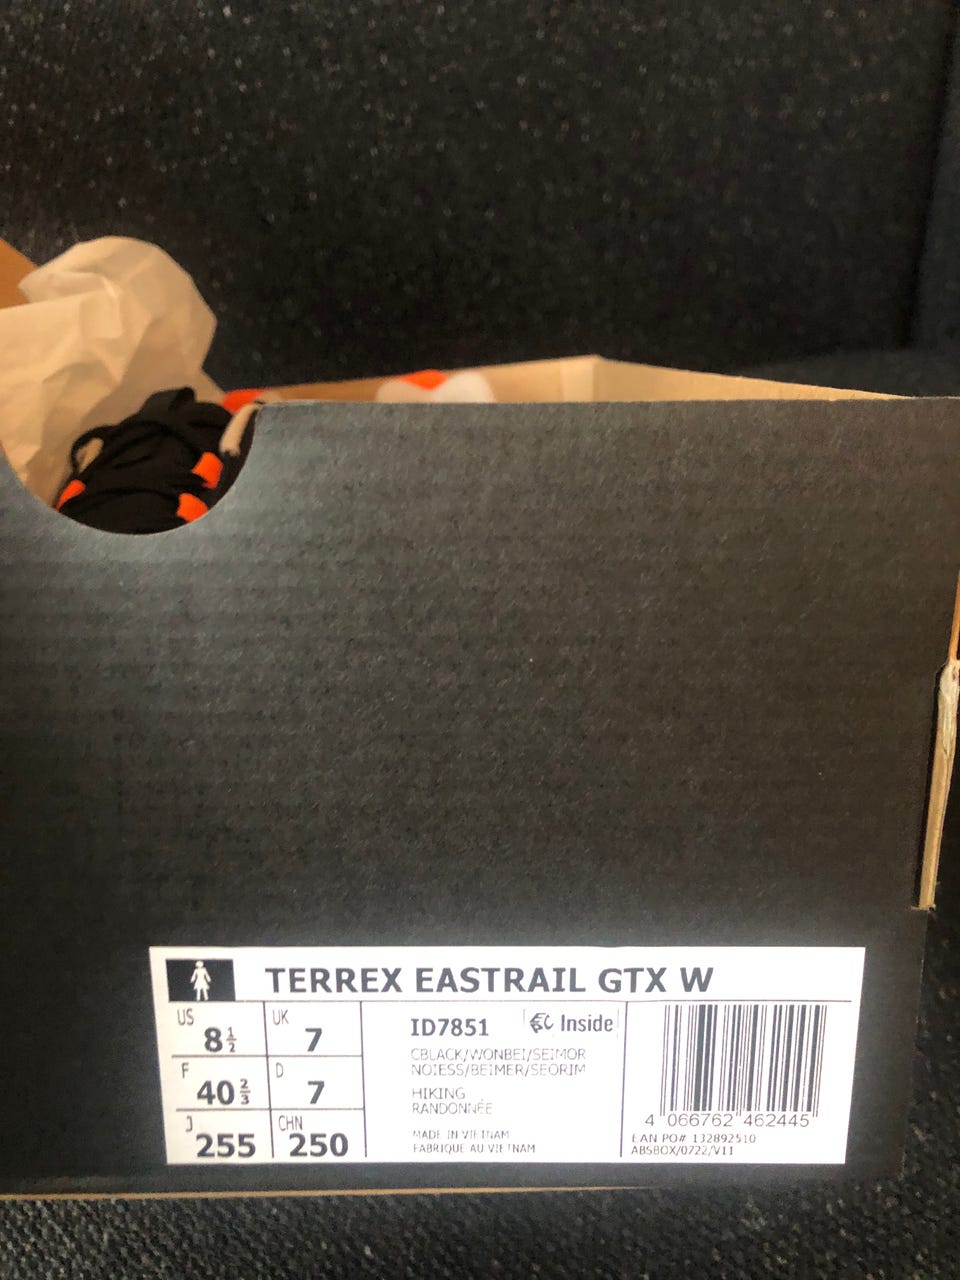 TERREX EASTRAIL GTX W
US 8½ UK 7
F 40⅔ D 7
J 255 CHN 250
ID7851
Inside
CBLACK/WONBEI/SEIMOR
NOIESS/BEIMER/SEORIM
HIKING
RANDONNÉE
MADE IN VIETNAM
FABRIQUE AU VIETNAM
4 066762 462445
EAN PO# 132892510
ABSBOX/0722/V11